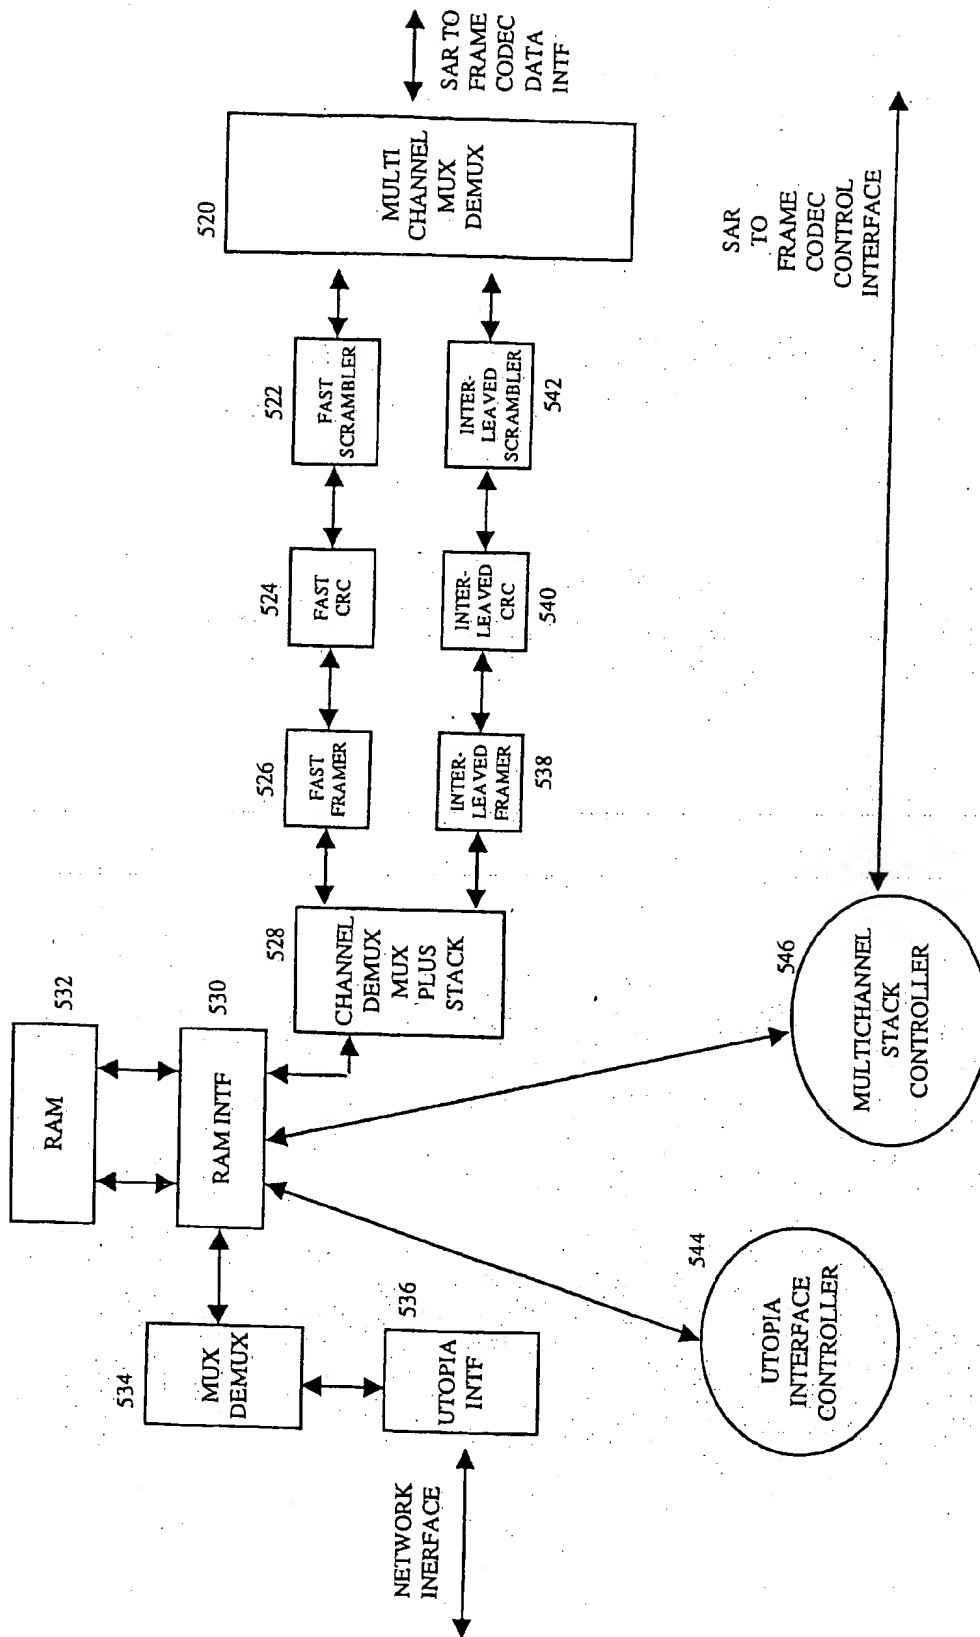 RAM
532
RAM INTF
530
MUX
DEMUX
534
UTOPIA
INTF
536
NETWORK
INERFACE
CHANNEL
DEMUX
MUX
PLUS
STACK
528
FAST
FRAMER
526
FAST
CRC
524
FAST
SCRAMBLER
522
INTER-
LEAVED
FRAMER
538
INTER-
LEAVED
CRC
540
INTER-
LEAVED
SCRAMBLER
542
MULTI
CHANNEL
MUX
DEMUX
520
SAR TO
FRAME
CODEC
DATA
INTF
UTOPIA
INTERFACE
CONTROLLER
544
MULTICHANNEL
STACK
CONTROLLER
546
SAR
TO
FRAME
CODEC
CONTROL
INTERFACE